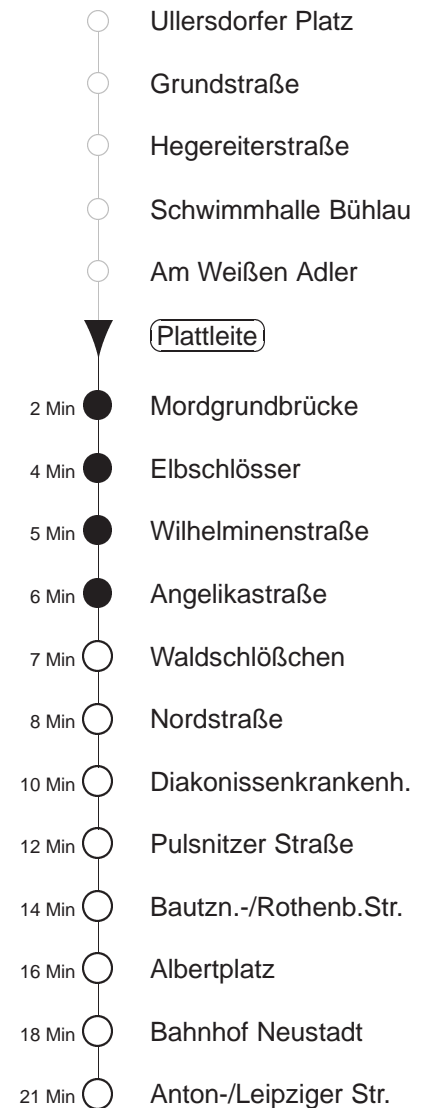 Ullersdorfer Platz
Grundstraße
Hegereiterstraße
Schwimmhalle Bühlau
Am Weißen Adler
Plattleite
2 Min Mordgrundbrücke
4 Min Elbschlösser
5 Min Wilhelminenstraße
6 Min Angelikastraße
7 Min Waldschlößchen
8 Min Nordstraße
10 Min Diakonissenkrankenh.
12 Min Pulsnitzer Straße
14 Min Bautzn.-/Rothenb.Str.
16 Min Albertplatz
18 Min Bahnhof Neustadt
21 Min Anton-/Leipziger Str.